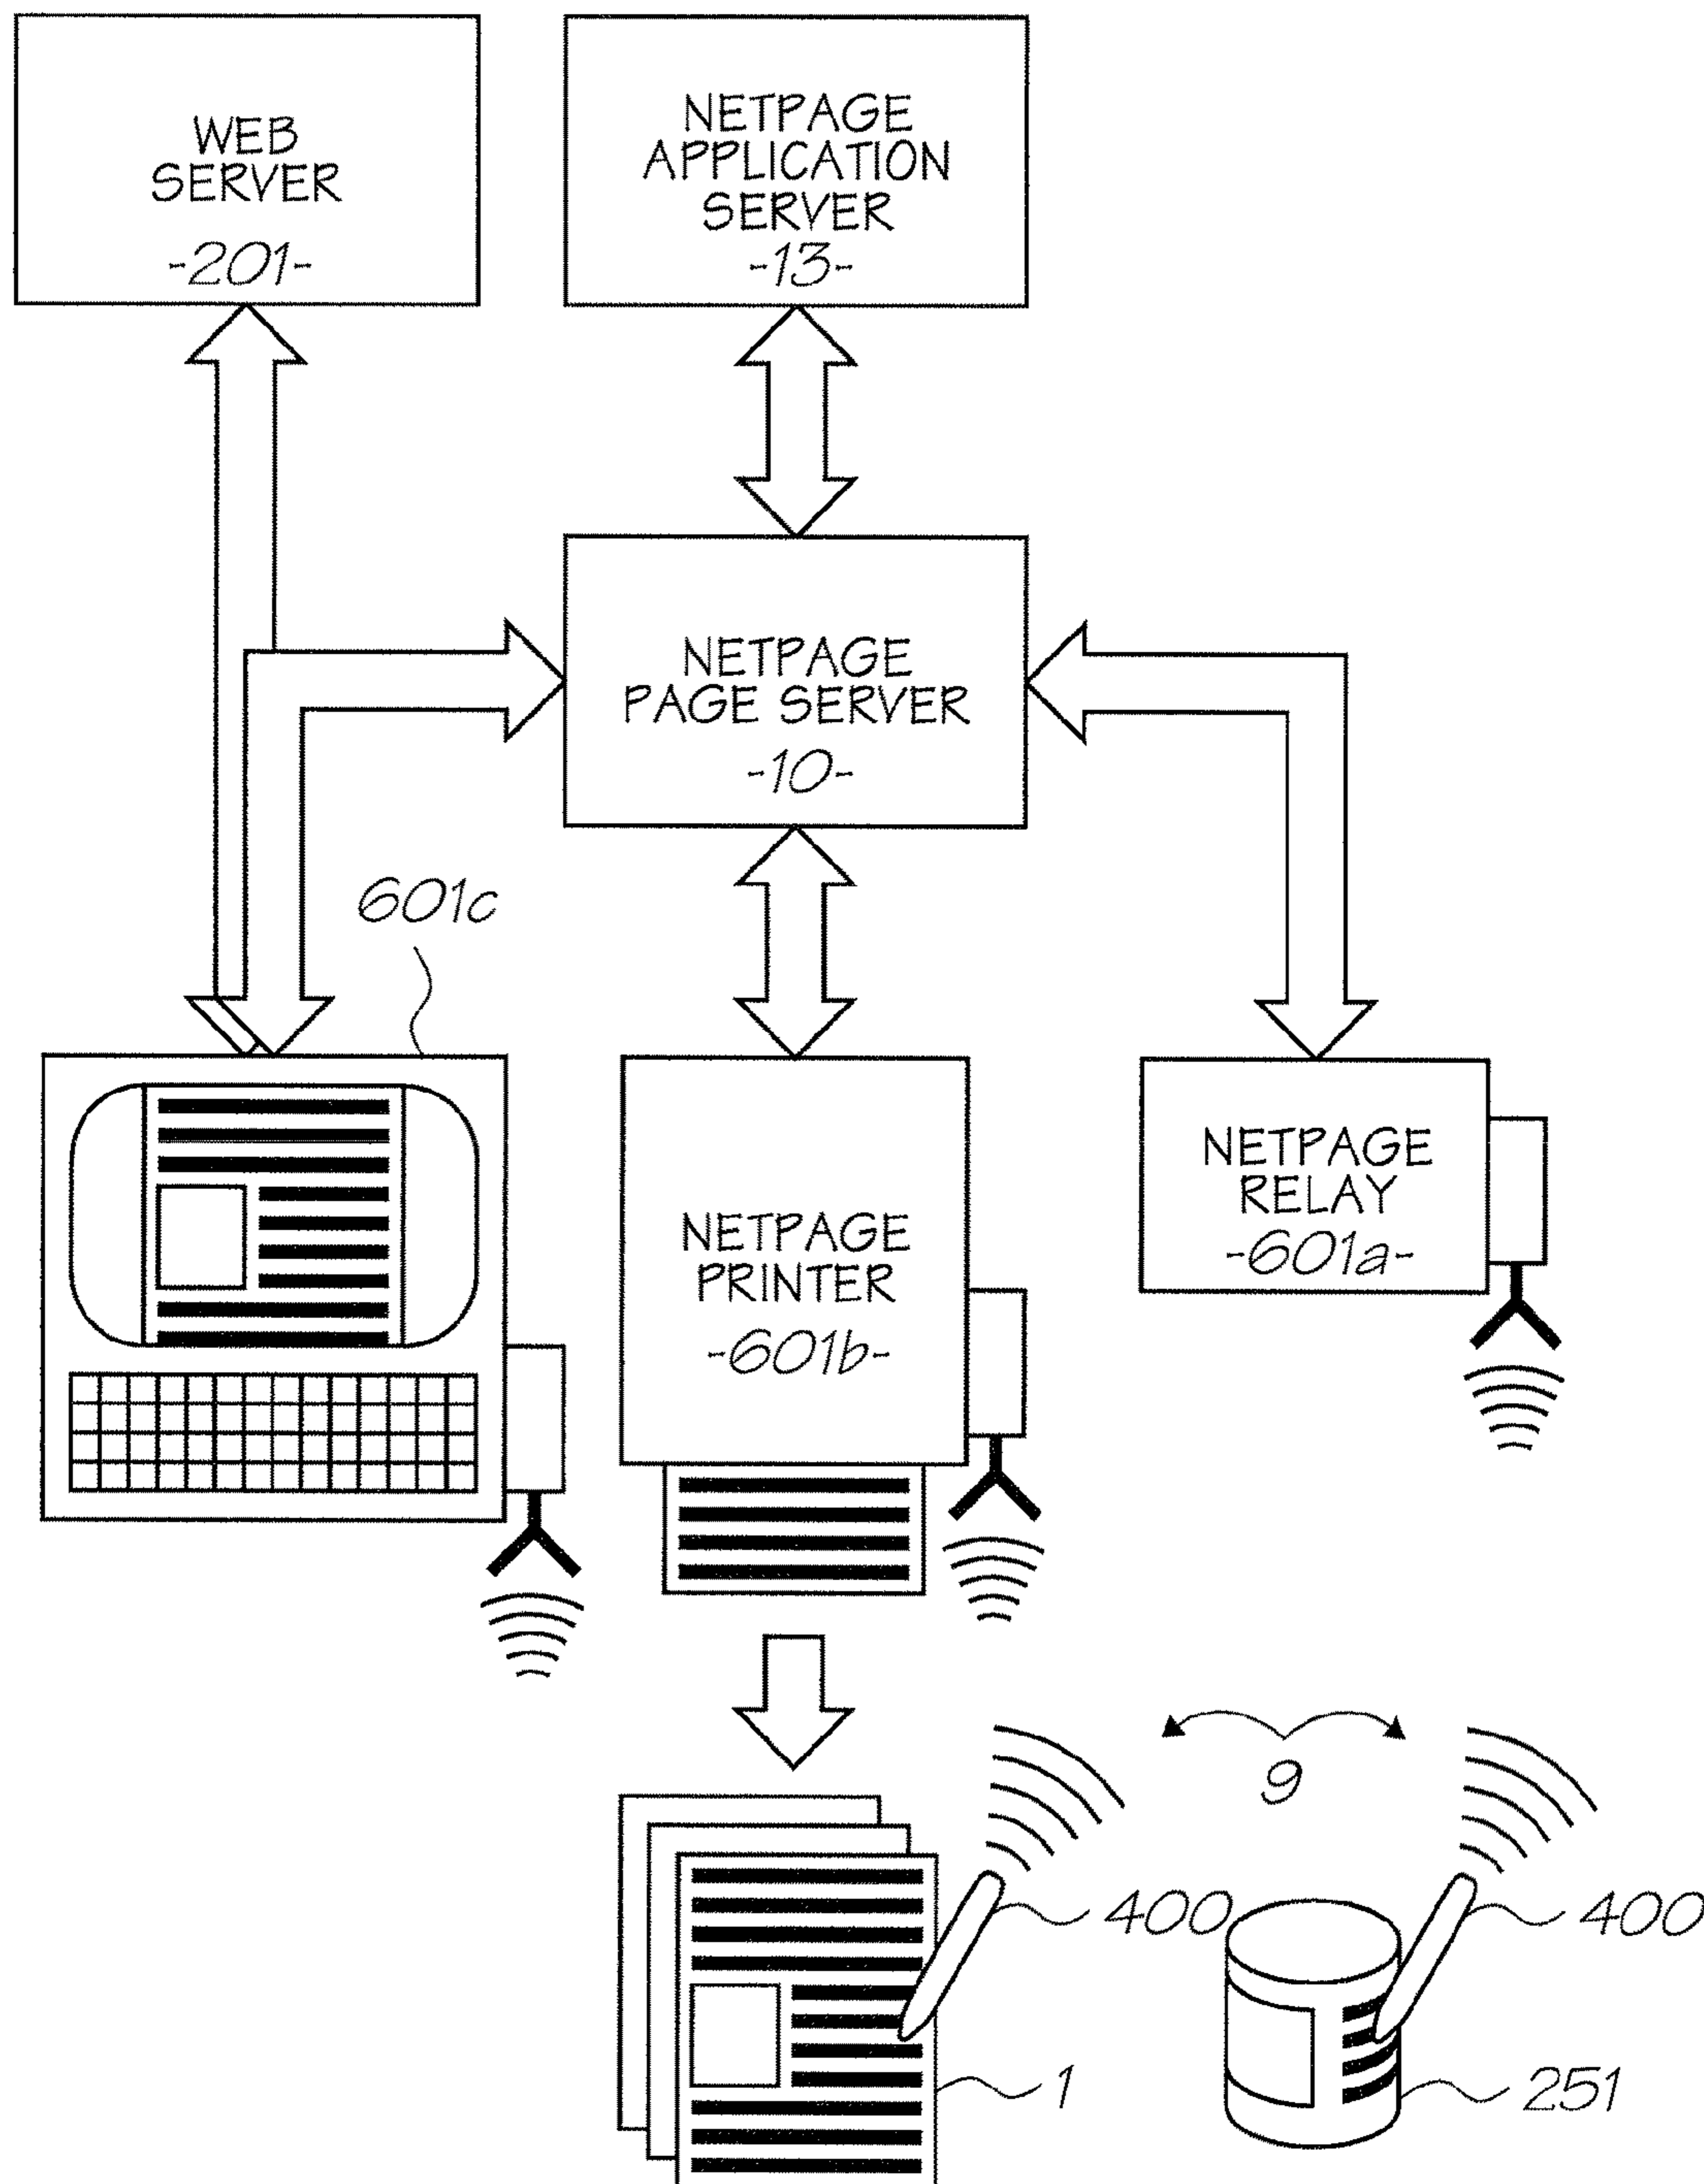 WEB
SERVER
-201-
NETPAGE
APPLICATION
SERVER
-13-
NETPAGE
PAGE SERVER
-10-
601c
NETPAGE
PRINTER
-601b-
NETPAGE
RELAY
-601a-
9
400
400
1
251